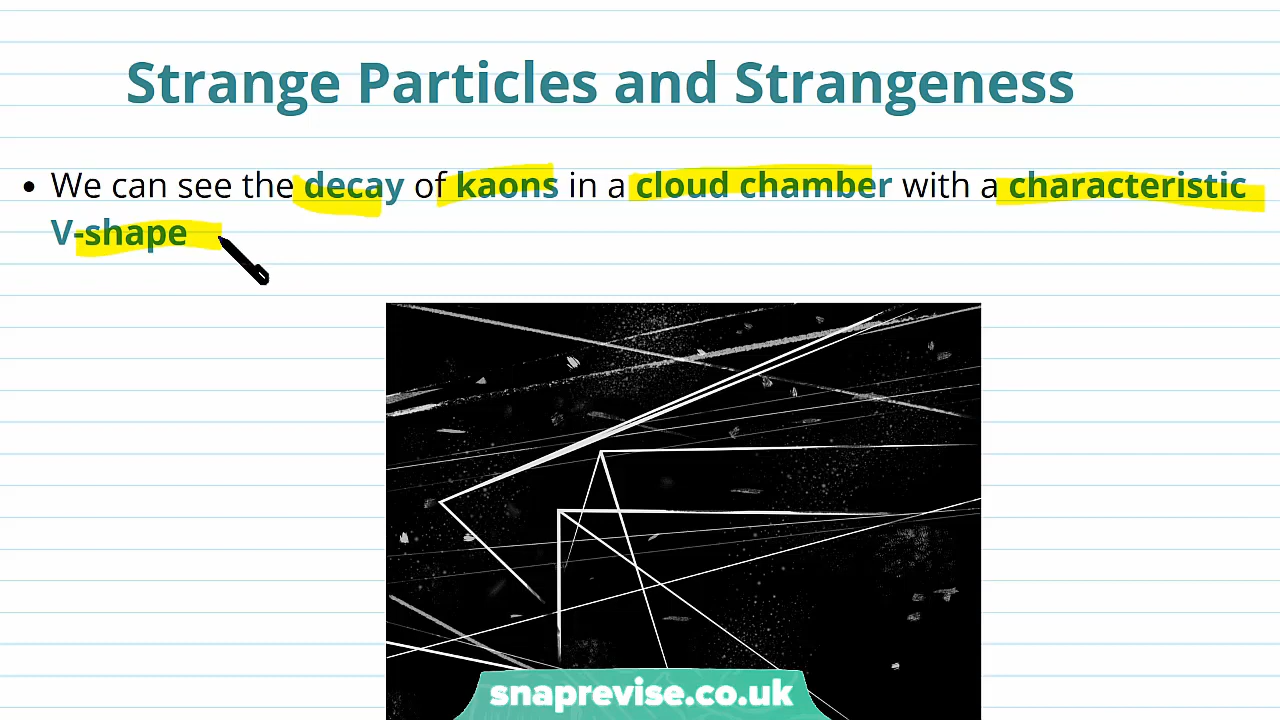 Strange Particles and Strangeness
• We can see the decay of kaons in a cloud chamber with a characteristic
V-shape
snaprevise.co.uk